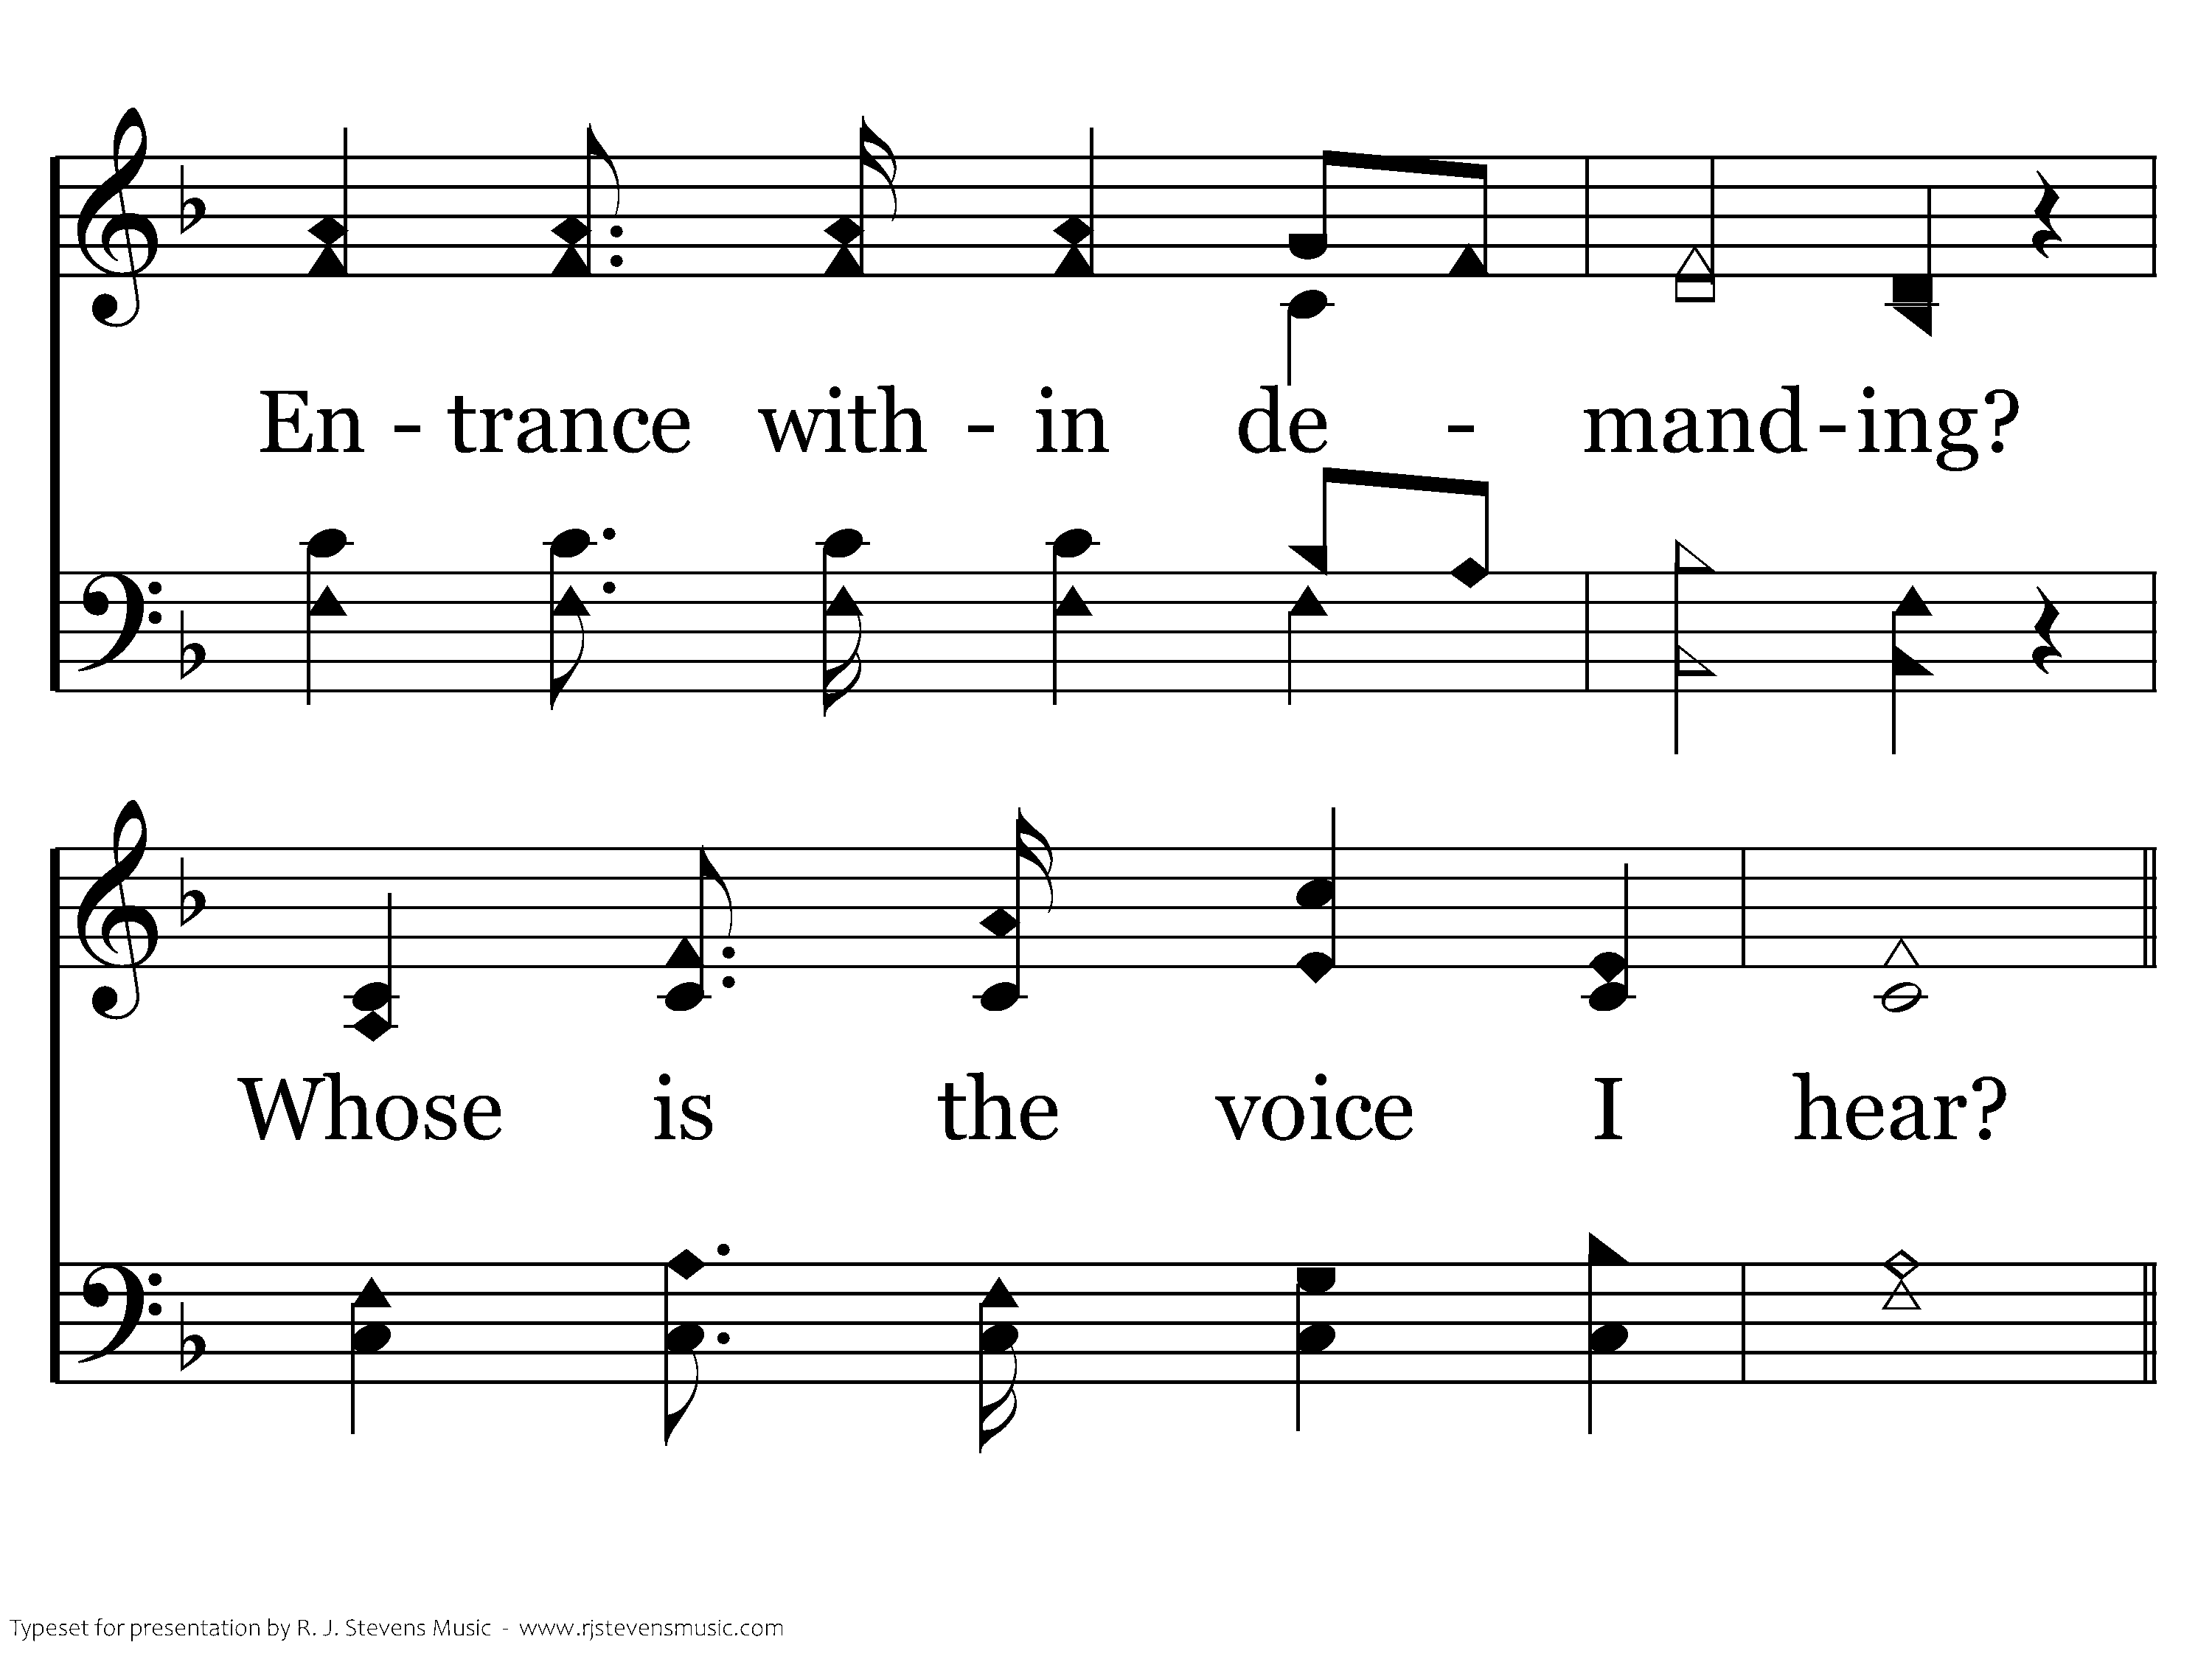 En - trance with - in de - mand - ing?
Whose is the voice I hear?
Typeset for presentation by R. J. Stevens Music - www.rjstevensmusic.com